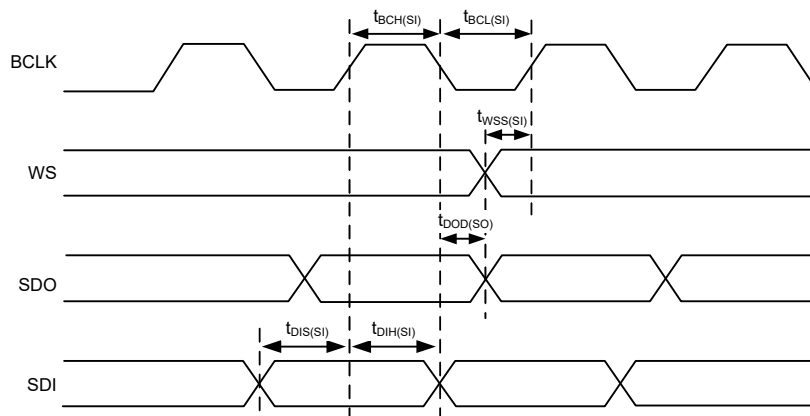 tBCH(SI) tBCL(SI)
BCLK
tWSS(SI)
WS
tDOD(SO)
SDO
tDIS(SI) tDIH(SI)
SDI